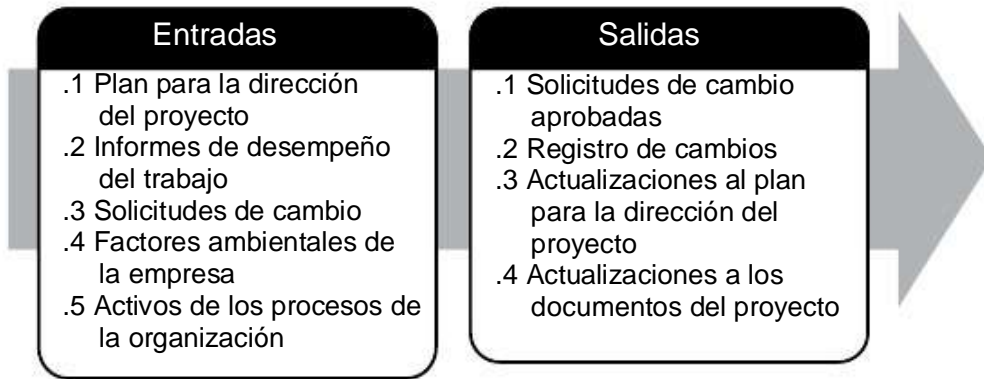 Entradas
.1 Plan para la dirección
del proyecto
.2 Informes de desempeño
del trabajo
.3 Solicitudes de cambio
.4 Factores ambientales de
la empresa
.5 Activos de los procesos de
la organización
Salidas
.1 Solicitudes de cambio
aprobadas
.2 Registro de cambios
.3 Actualizaciones al plan
para la dirección del
proyecto
.4 Actualizaciones a los
documentos del proyecto